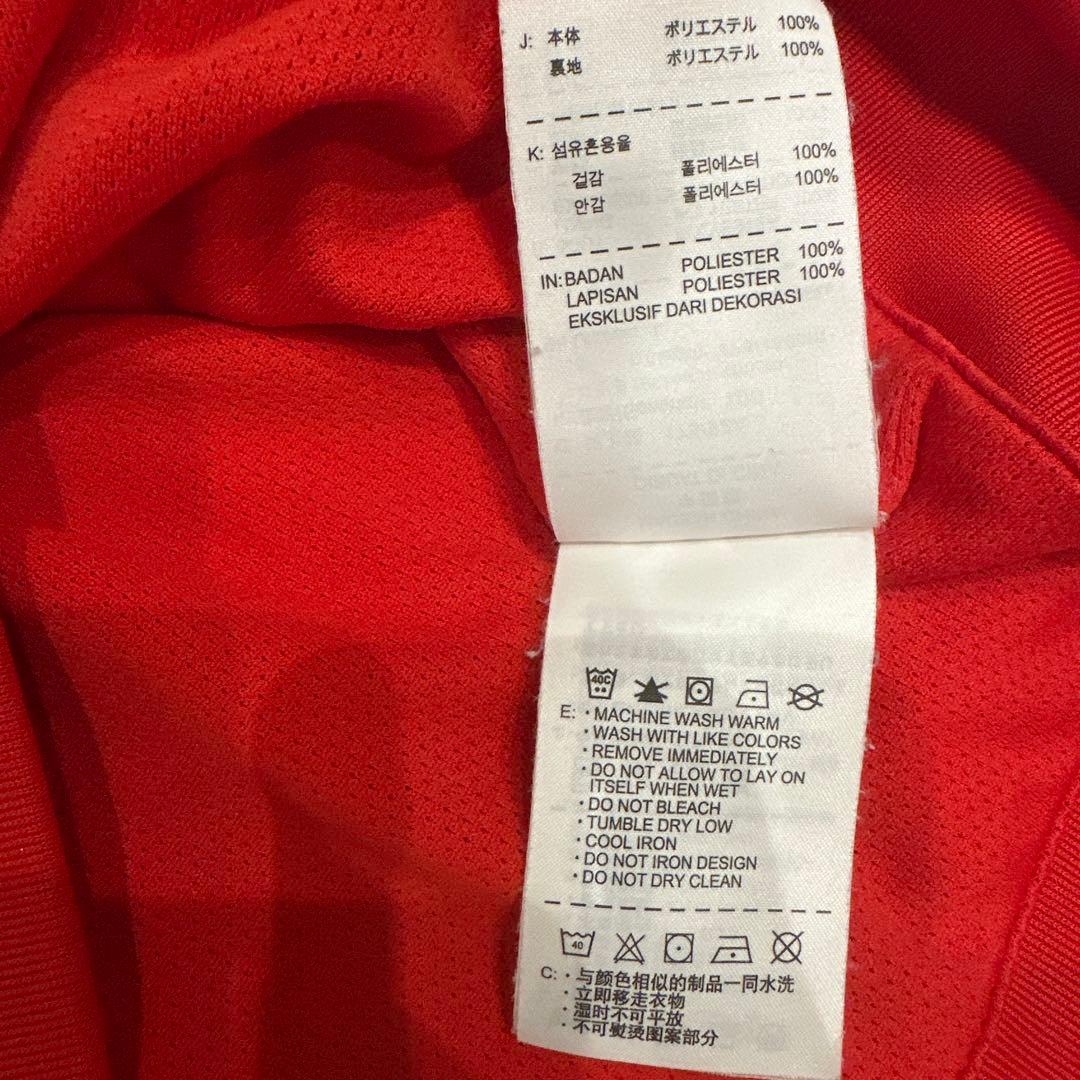 J: 本体 ポリエステル 100%
裏地 ポリエステル 100%
K: 섬유혼용율
겉감 폴리에스터 100%
안감 폴리에스터 100%
IN: BADAN POLIESTER 100%
LAPISAN POLIESTER 100%
EKSKLUSIF DARI DEKORASI
40C
E: · MACHINE WASH WARM
· WASH WITH LIKE COLORS
· REMOVE IMMEDIATELY
· DO NOT ALLOW TO LAY ON
ITSELF WHEN WET
· DO NOT BLEACH
· TUMBLE DRY LOW
· COOL IRON
· DO NOT IRON DESIGN
· DO NOT DRY CLEAN
40
C: · 与颜色相似的制品一同水洗
· 立即移走衣物
· 湿时不可平放
· 不可熨烫图案部分